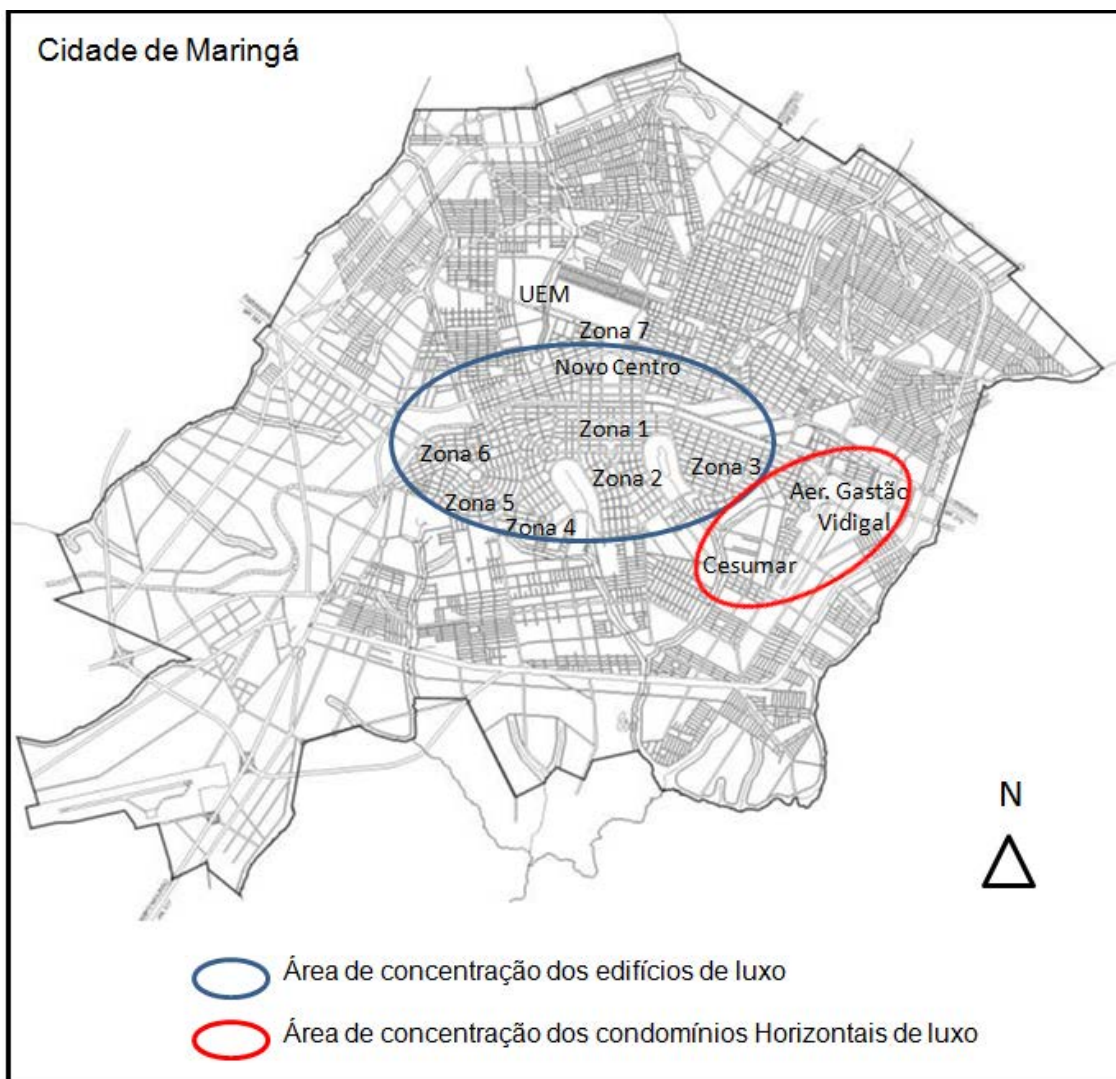 Cidade de Maringá
UEM
Zona 7
Novo Centro
Zona 1
Zona 6
Zona 2
Zona 3
Zona 5
Zona 4
Aer. Gastão
Vidigal
Cesumar
N
Área de concentração dos edifícios de luxo
Área de concentração dos condomínios Horizontais de luxo